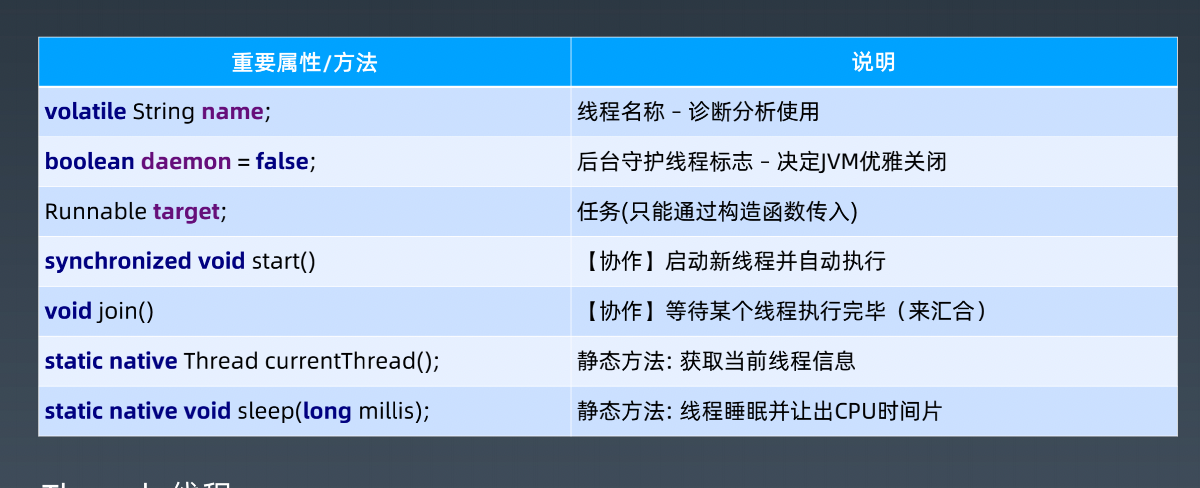 重要属性/方法 说明
volatile String name; 线程名称 – 诊断分析使用
boolean daemon = false; 后台守护线程标志 – 决定JVM优雅关闭
Runnable target; 任务(只能通过构造函数传入)
synchronized void start() 【协作】启动新线程并自动执行
void join() 【协作】等待某个线程执行完毕（来汇合）
static native Thread currentThread(); 静态方法: 获取当前线程信息
static native void sleep(long millis); 静态方法: 线程睡眠并让出CPU时间片